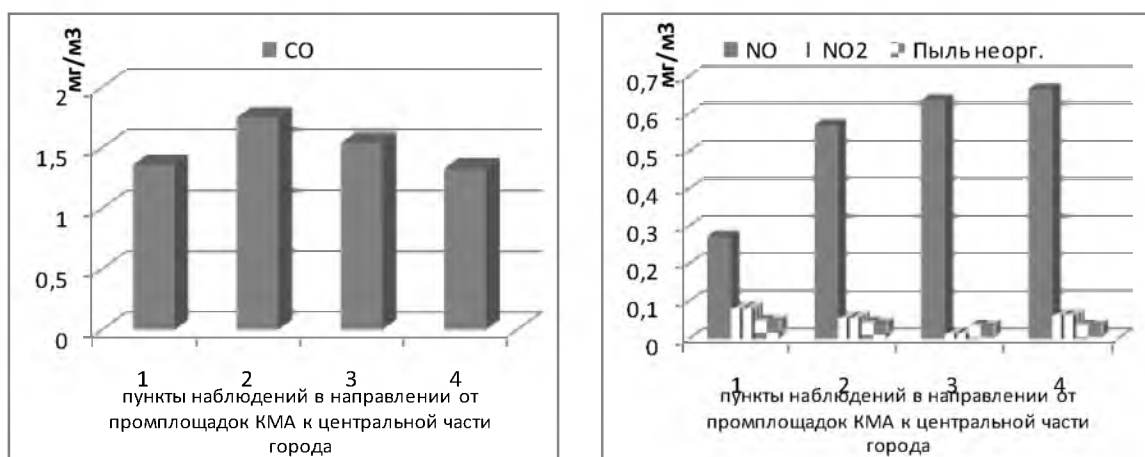 мг/м3
CO
2
1,5
1
0,5
0
1 2 3 4
пункты наблюдений в направлении от
промплощадок КМА к центральной части
города
мг/м3
NO NO2 Пыль неорг.
0,7
0,6
0,5
0,4
0,3
0,2
0,1
0
1 2 3 4
пункты наблюдений в направлении от
промплощадок КМА к центральной части
города